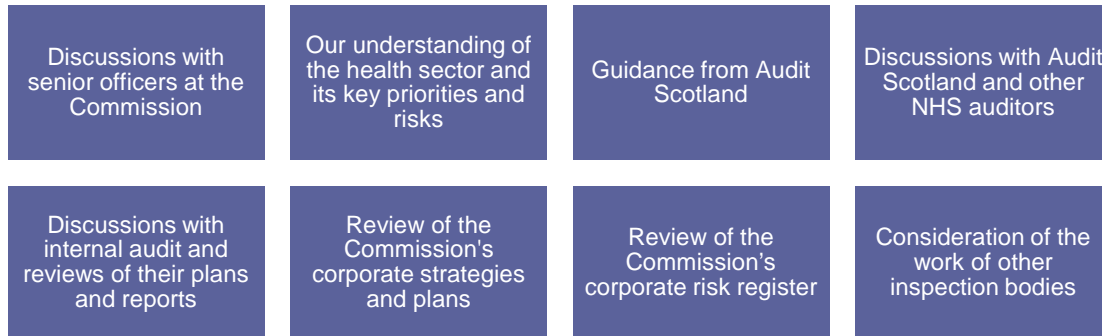 Discussions with
senior officers at the
Commission
Our understanding of
the health sector and
its key priorities and
risks
Guidance from Audit
Scotland
Discussions with Audit
Scotland and other
NHS auditors
Discussions with
internal audit and
reviews of their plans
and reports
Review of the
Commission's
corporate strategies
and plans
Review of the
Commission’s
corporate risk register
Consideration of the
work of other
inspection bodies